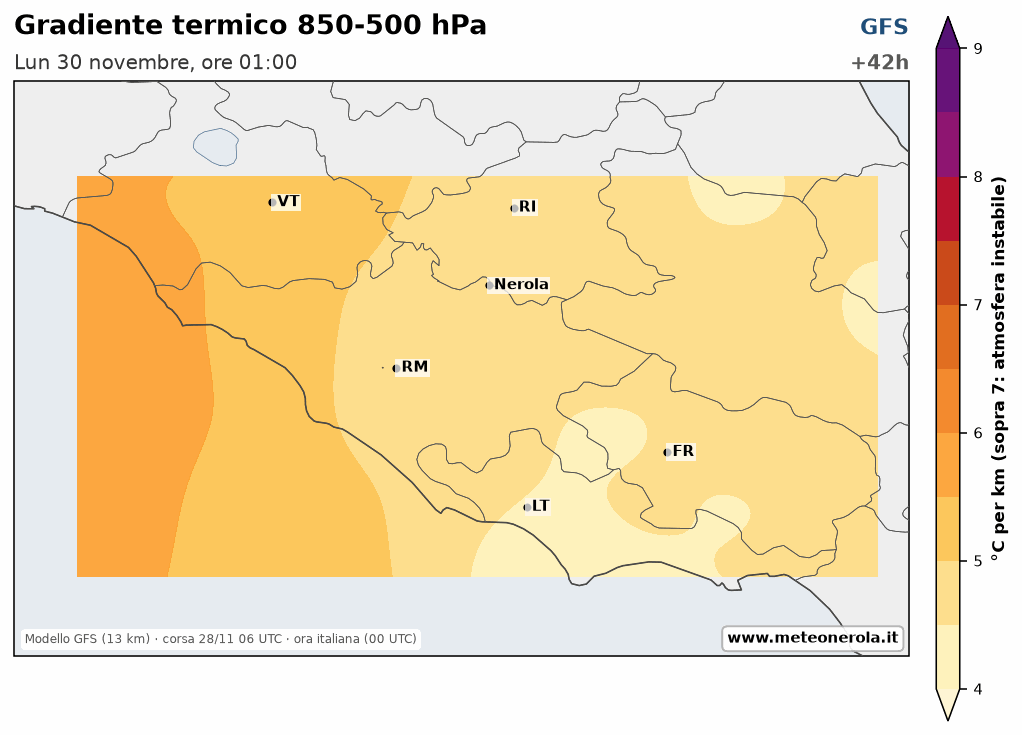 Gradiente termico 850-500 hPa
GFS
Lun 30 novembre, ore 01:00
+42h
VT
RI
Nerola
RM
FR
LT
9
8
7
6
5
4
°C per km (sopra 7: atmosfera instabile)
Modello GFS (13 km) · corsa 28/11 06 UTC · ora italiana (00 UTC)
www.meteonerola.it